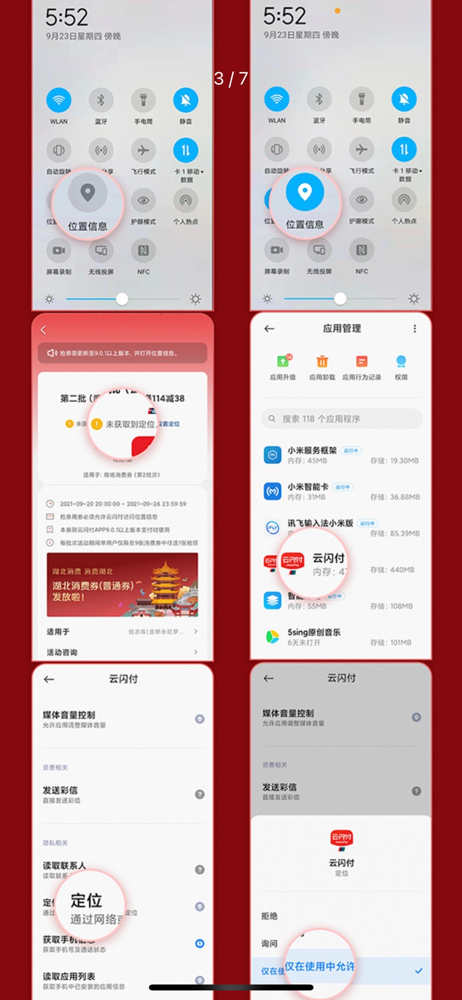 5:52
9月23日星期四 傍晚
WLAN
蓝牙
手电筒
静音
自动旋转
分享
飞行模式
卡 1 移动
数据
位置信息
护眼模式
个人热点
屏幕录制
无线投屏
NFC
3 / 7
5:52
9月23日星期四 傍晚
WLAN
蓝牙
手电筒
静音
自动旋转
分享
飞行模式
卡 1 移动
数据
位置信息
护眼模式
个人热点
屏幕录制
无线投屏
NFC
抢券需更新至9.0.1以上版本，并打开位置信息。
第二批
满114减38
未获取到定位
设置定位
适用于: 商场消费券 (第2批次)
2021-09-20 20:00:00 - 2021-09-26 23:59:59
抢券用券必须允许云闪付访问位置信息
本券限云闪付APP9.0.1以上版本支付时使用
每批次活动期间单用户仅限在9张消费券中任选1张抢领
湖北消费 消费湖北
湖北消费券(普通券)
发放啦!
适用于
优衣库(金桥永旺梦...
活动咨询
应用管理
14
应用升级
应用卸载
应用行为记录
权限
搜索 118 个应用程序
小米服务框架 运行中
内存: 45MB
存储: 19.30MB
小米智能卡 运行中
内存: 31MB
存储: 36.88MB
iFLY
讯飞输入法小米版 运行中
存储: 85.39MB
云闪付
云闪付
内存: 4
存储: 440MB
运行中
内存: 55MB
存储: 108MB
5sing原创音乐
6天未打开
存储: 101MB
云闪付
媒体音量控制
允许应用调整媒体音量
资费相关
发送彩信
直接发送彩信
隐私相关
读取联系人
读取联系
定位
通过网络
定位
获取手机信息
获取手机号及通话状态
读取应用列表
获取手机中已安装的应用信息
云闪付
媒体音量控制
允许应用调整媒体音量
资费相关
发送彩信
直接发送彩信
云闪付
云闪付
定位
拒绝
询问
仅在使用中允许